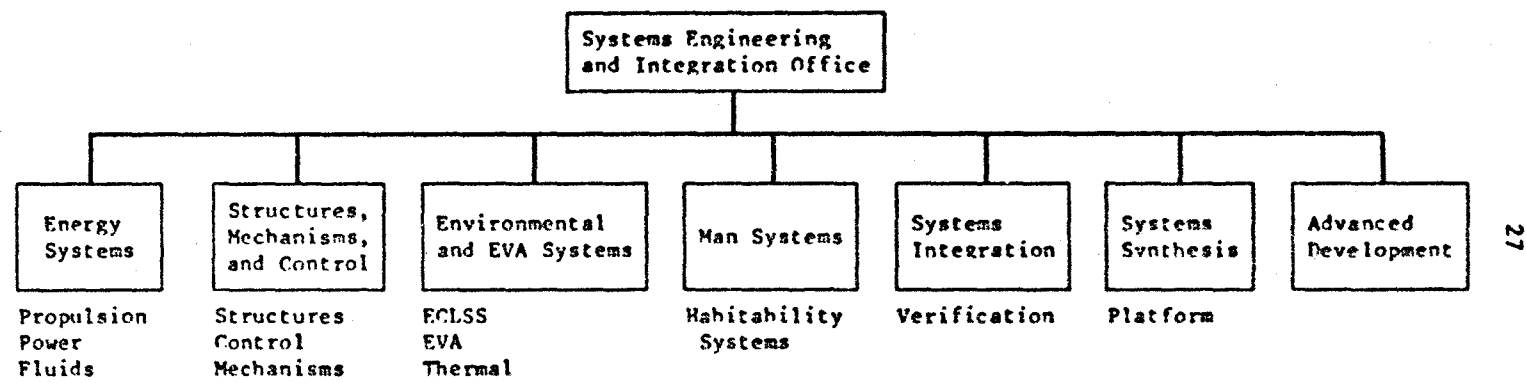 Systems Engineering
and Integration Office
Energy
Systems
Structures,
Mechanisms,
and Control
Environmental
and EVA Systems
Man Systems
Systems
Integration
Systems
Synthesis
Advanced
Development
Propulsion
Power
Fluids
Structures
Control
Mechanisms
ECLSS
EVA
Thermal
Habitability
Systems
Verification
Platform
27